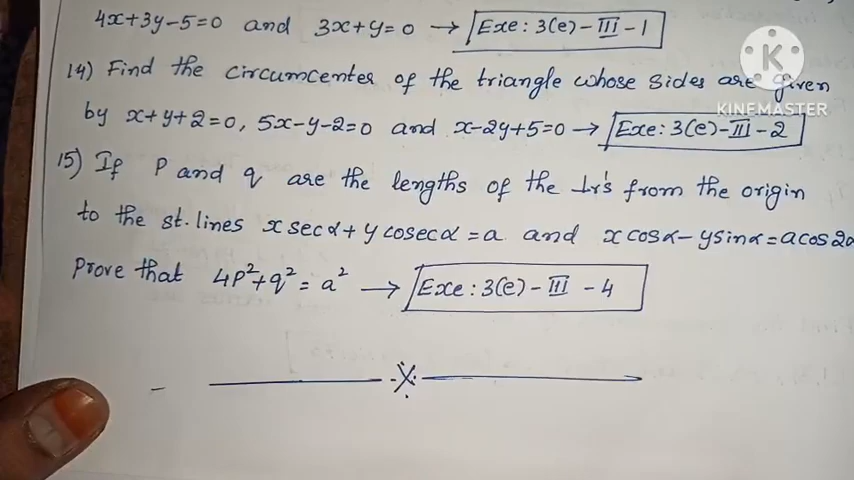 4x+3y-5=0 and 3x+y=0 → Exe: 3(e)-III-1
14) Find the circumcenter of the triangle whose sides are given
KINEMASTER
by x+y+2=0, 5x-y-2=0 and x-2y+5=0 → Exe: 3(e)-III-2
15) If P and q are the lengths of the ⊥r's from the origin
to the st. lines x secα + y cosecα = a and x cosα - y sinα = a cos2α
Prove that 4P²+q² = a² → Exe: 3(e)-III-4